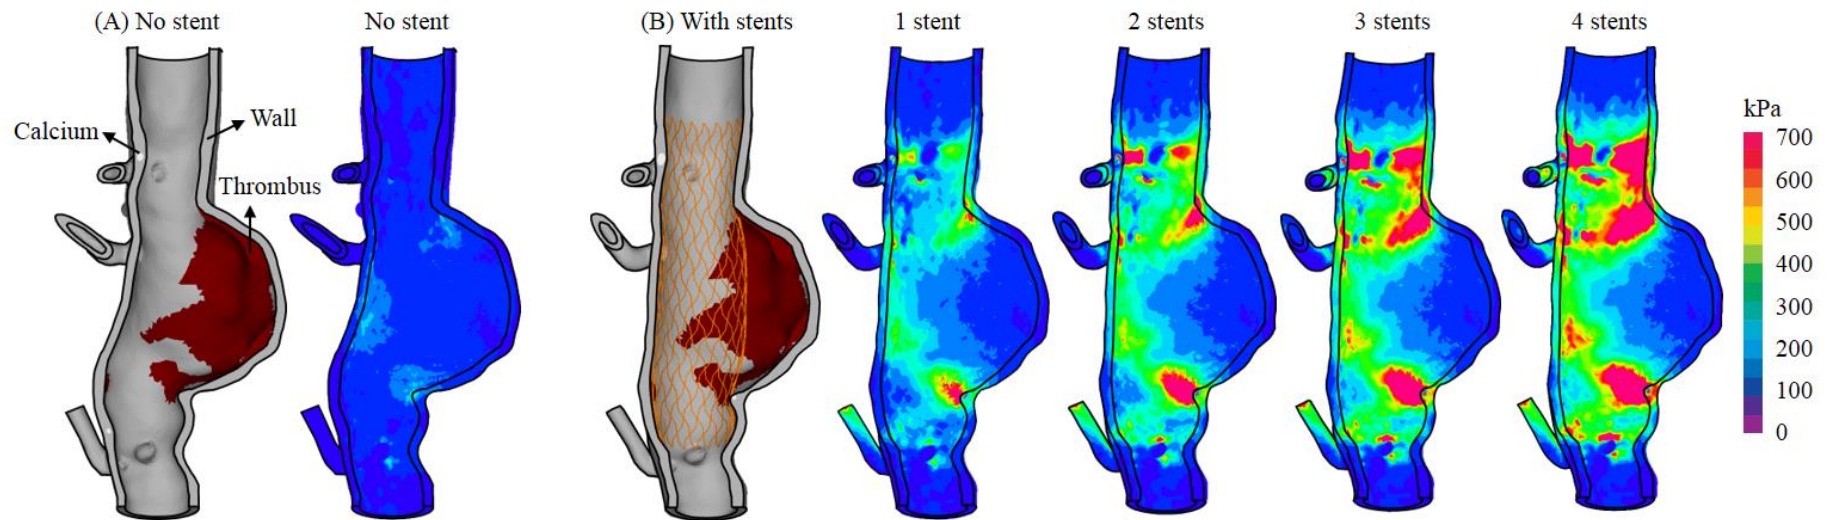 (A) No stent
No stent
(B) With stents
1 stent
2 stents
3 stents
4 stents
Calcium
Wall
Thrombus
kPa
700
600
500
400
300
200
100
0